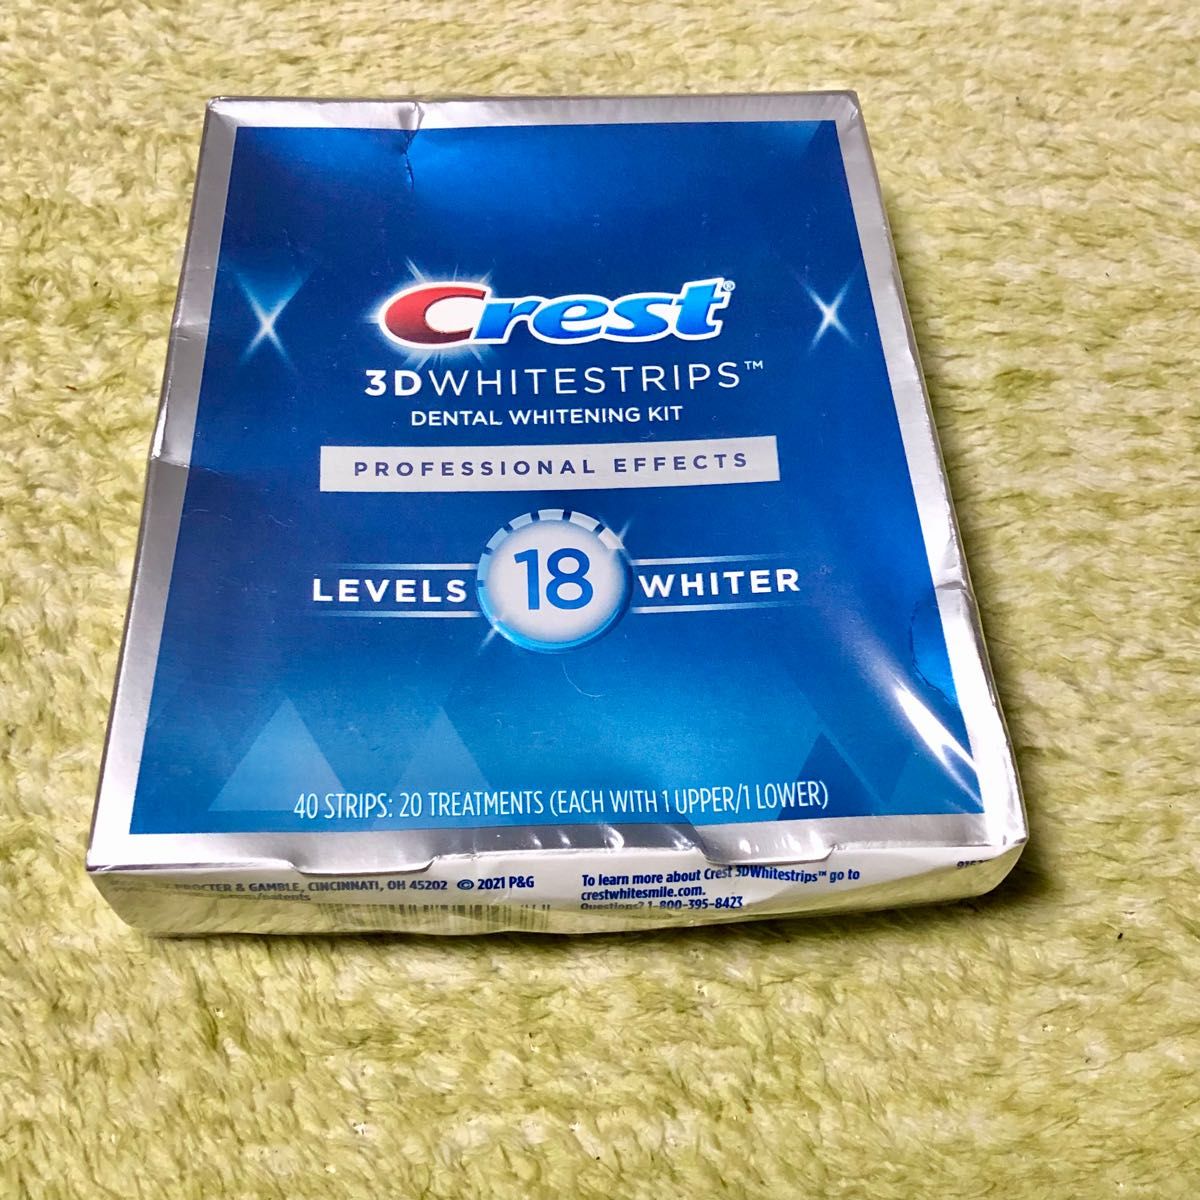 Crest®
3DWHITESTRIPS™
DENTAL WHITENING KIT
PROFESSIONAL EFFECTS
LEVELS 18 WHITER
40 STRIPS: 20 TREATMENTS (EACH WITH 1 UPPER/1 LOWER)
PROCTER & GAMBLE, CINCINNATI, OH 45202 © 2021 P&G
To learn more about Crest 3DWhitestrips™ go to
crestwhitesmile.com.
Questions? 1-800-395-8423